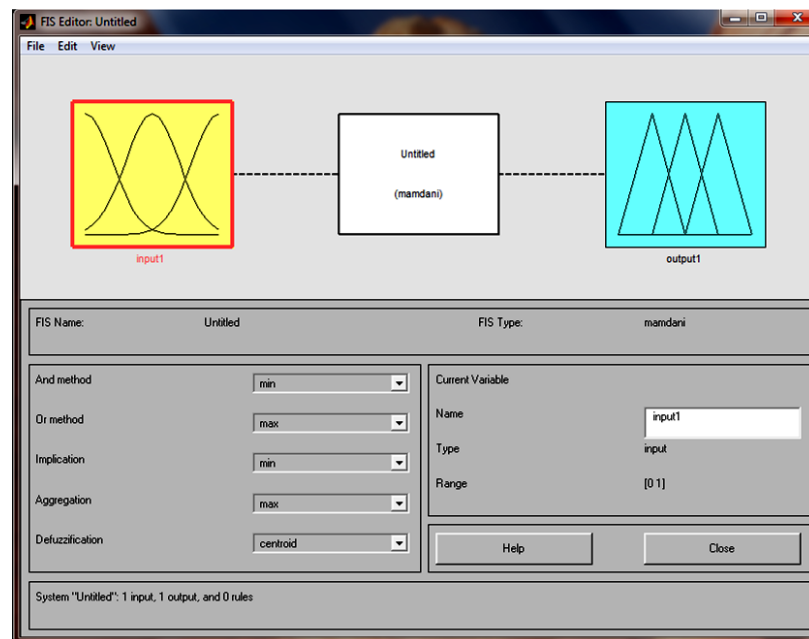 FIS Editor: Untitled
File Edit View
Untitled
(mamdani)
input1
output1
FIS Name: Untitled FIS Type: mamdani
And method min
Or method max
Implication min
Aggregation max
Defuzzification centroid
Current Variable
Name input1
Type input
Range [0 1]
Help Close
System "Untitled": 1 input, 1 output, and 0 rules